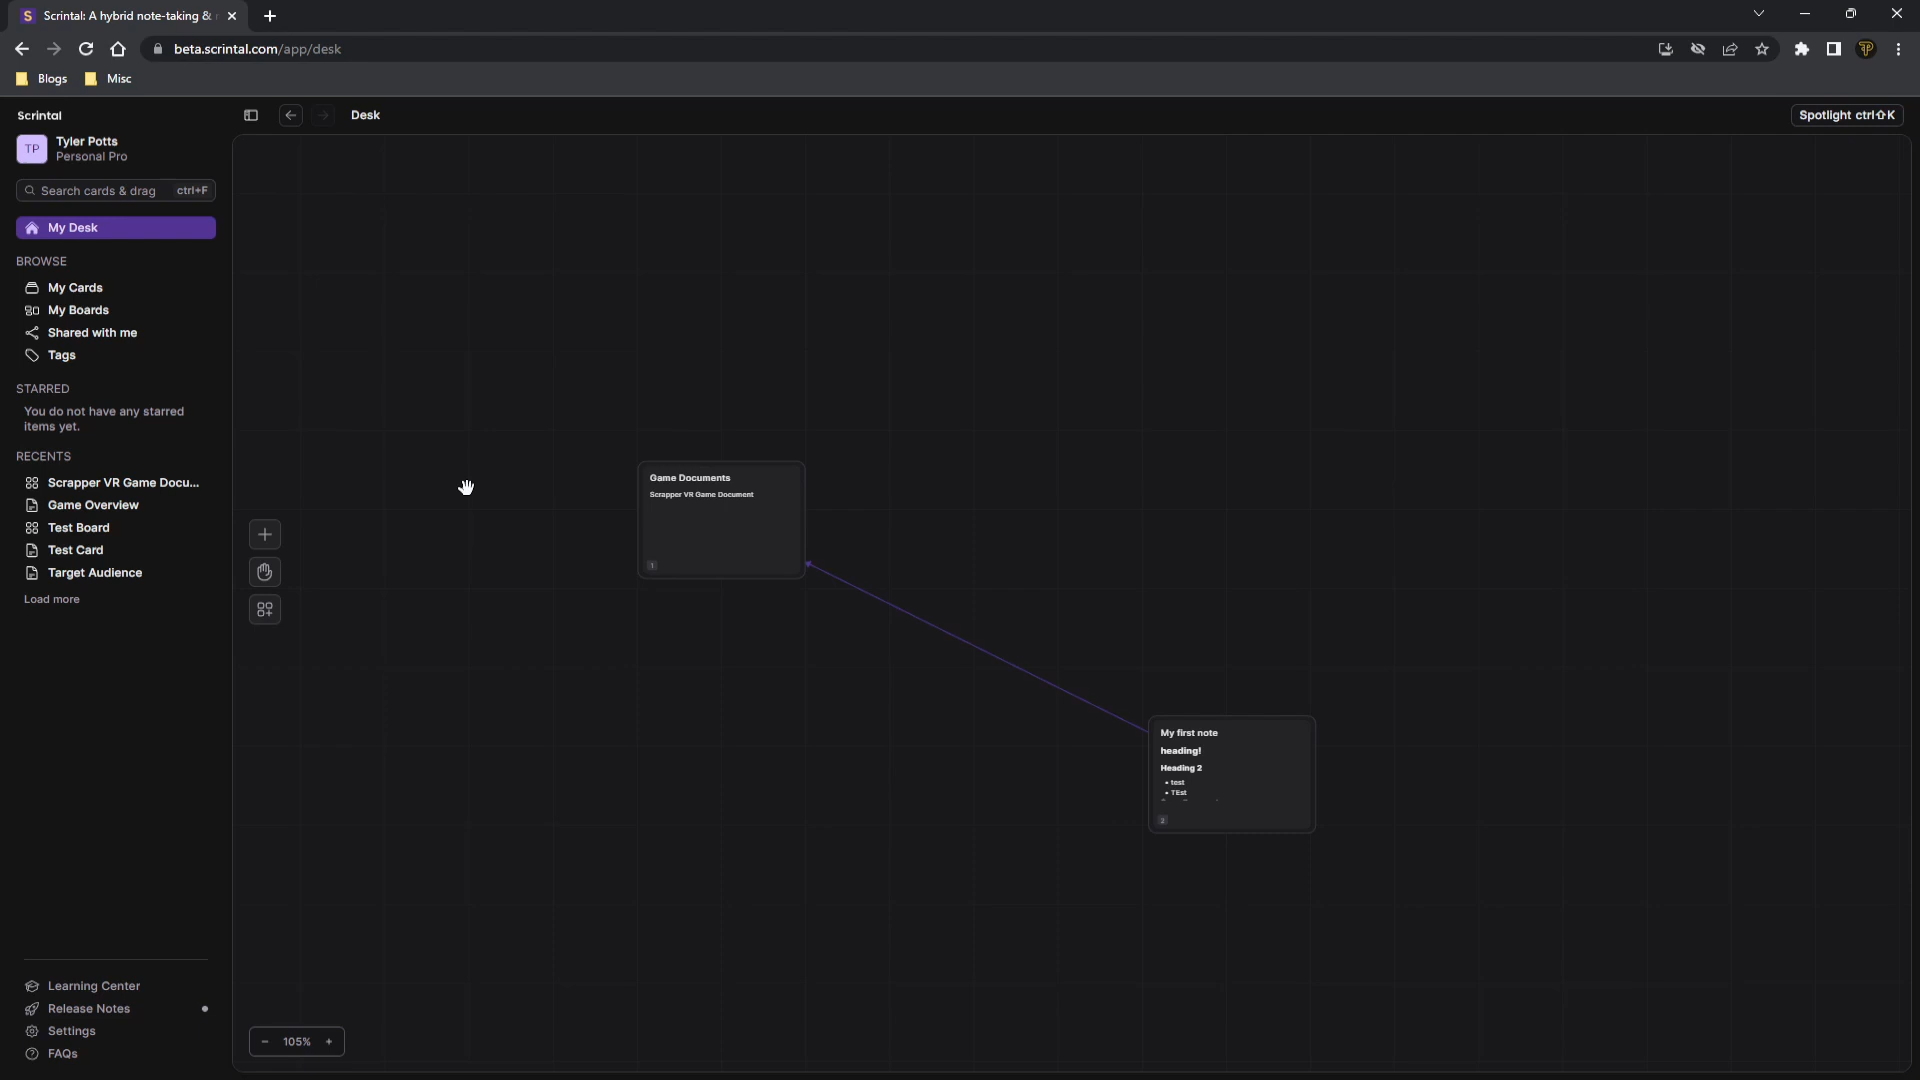 Scrintal: A hybrid note-taking &
beta.scrintal.com/app/desk
Blogs
Misc
Scrintal
Desk
Spotlight ctrl⇧K
TP
Tyler Potts
Personal Pro
Search cards & drag
ctrl+F
My Desk
BROWSE
My Cards
My Boards
Shared with me
Tags
STARRED
You do not have any starred
items yet.
RECENTS
Scrapper VR Game Docu...
Game Overview
Test Board
Test Card
Target Audience
Load more
Game Documents
Scrapper VR Game Document
1
My first note
heading!
Heading 2
• test
• TEst
2
Learning Center
Release Notes
Settings
FAQs
− 105% +